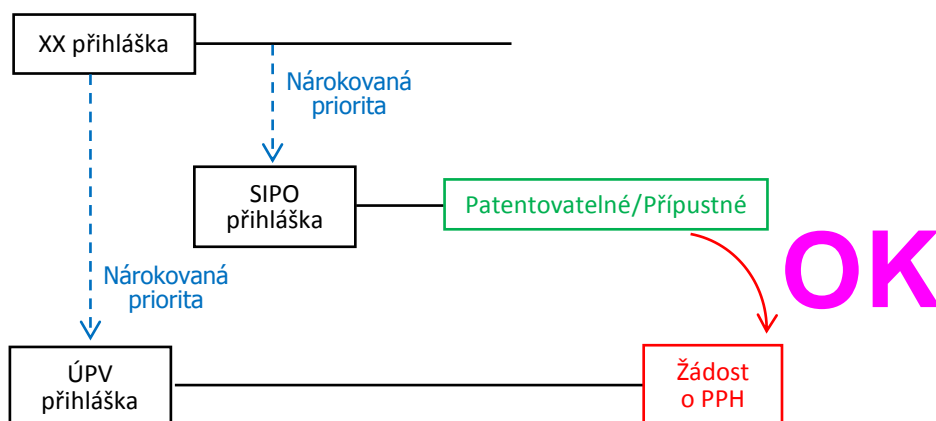 XX přihláška
Nárokovaná
priorita
SIPO
přihláška
Patentovatelné/Přípustné
OK
Nárokovaná
priorita
ÚPV
přihláška
Žádost
o PPH